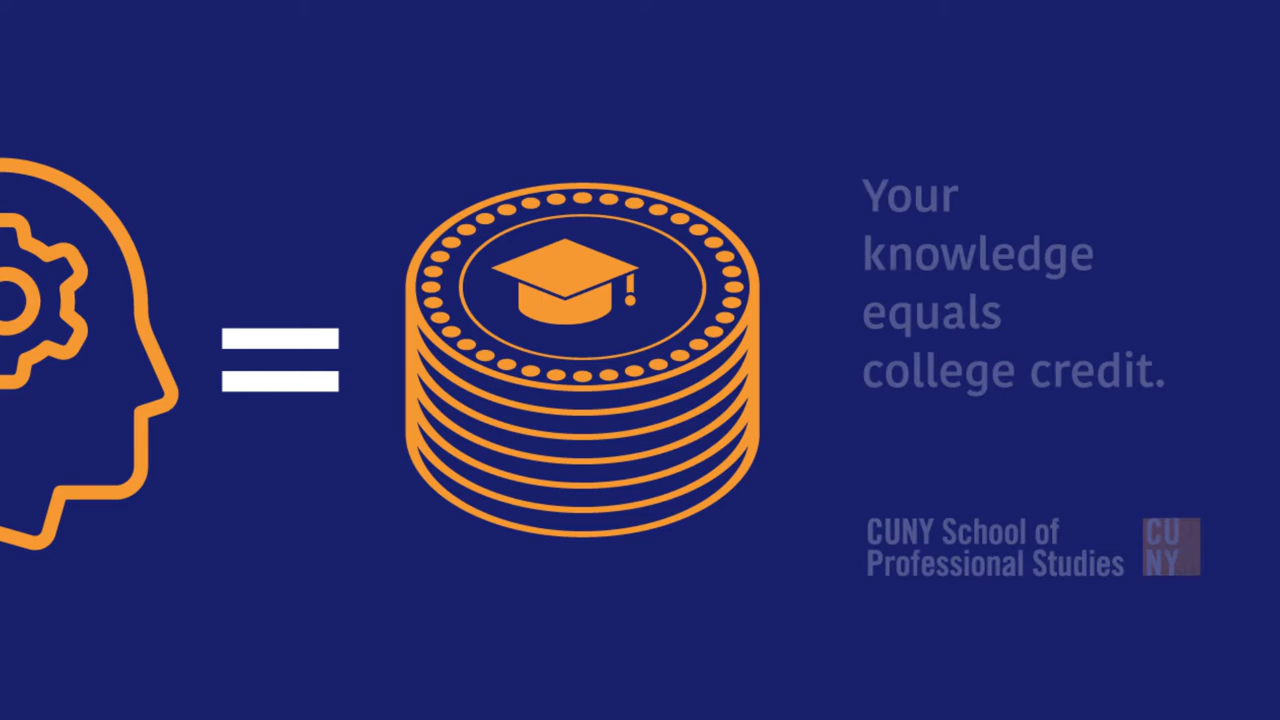 Your
knowledge
equals
college credit.
CUNY School of
Professional Studies
CU
NY